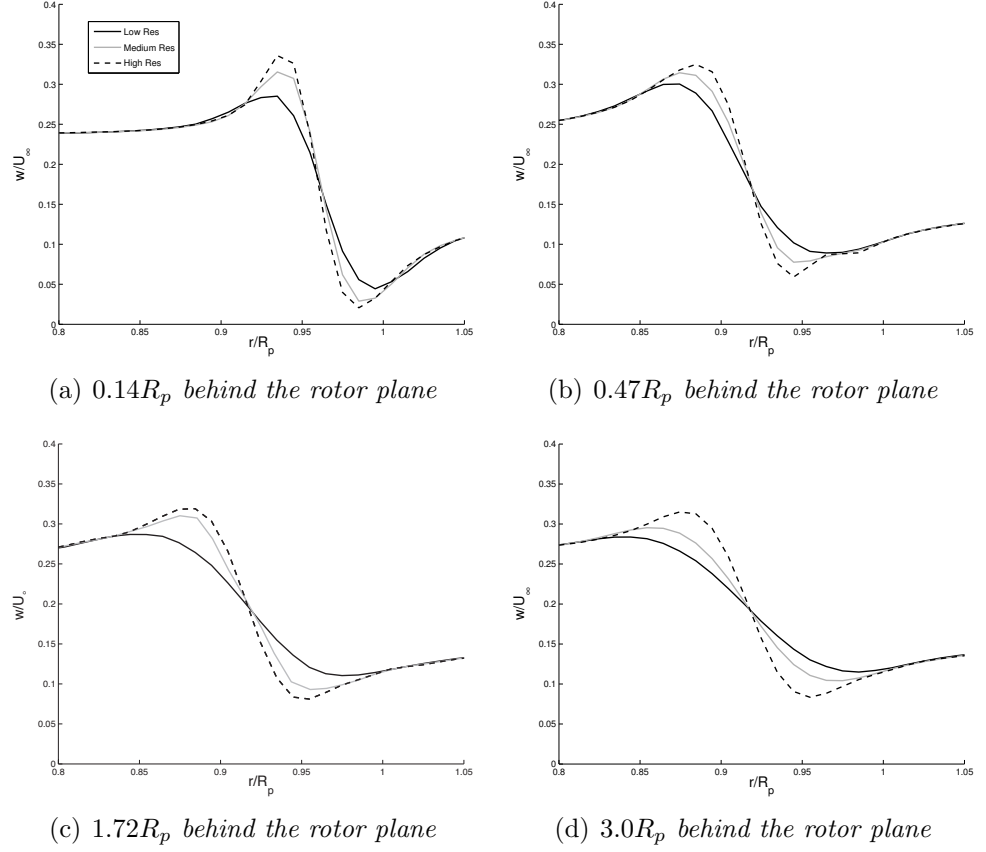 0.4
0.35
0.3
0.25
0.2
0.15
0.1
0.05
0
w/U∞
Low Res
Medium Res
High Res
0.8 0.85 0.9 0.95 1 1.05
r/Rp
(a) 0.14Rp behind the rotor plane
0.4
0.35
0.3
0.25
0.2
0.15
0.1
0.05
0
w/U∞
0.8 0.85 0.9 0.95 1 1.05
r/Rp
(b) 0.47Rp behind the rotor plane
0.4
0.35
0.3
0.25
0.2
0.15
0.1
0.05
0
w/U∘
0.8 0.85 0.9 0.95 1 1.05
r/Rp
(c) 1.72Rp behind the rotor plane
0.4
0.35
0.3
0.25
0.2
0.15
0.1
0.05
0
w/U∞
0.8 0.85 0.9 0.95 1 1.05
r/Rp
(d) 3.0Rp behind the rotor plane